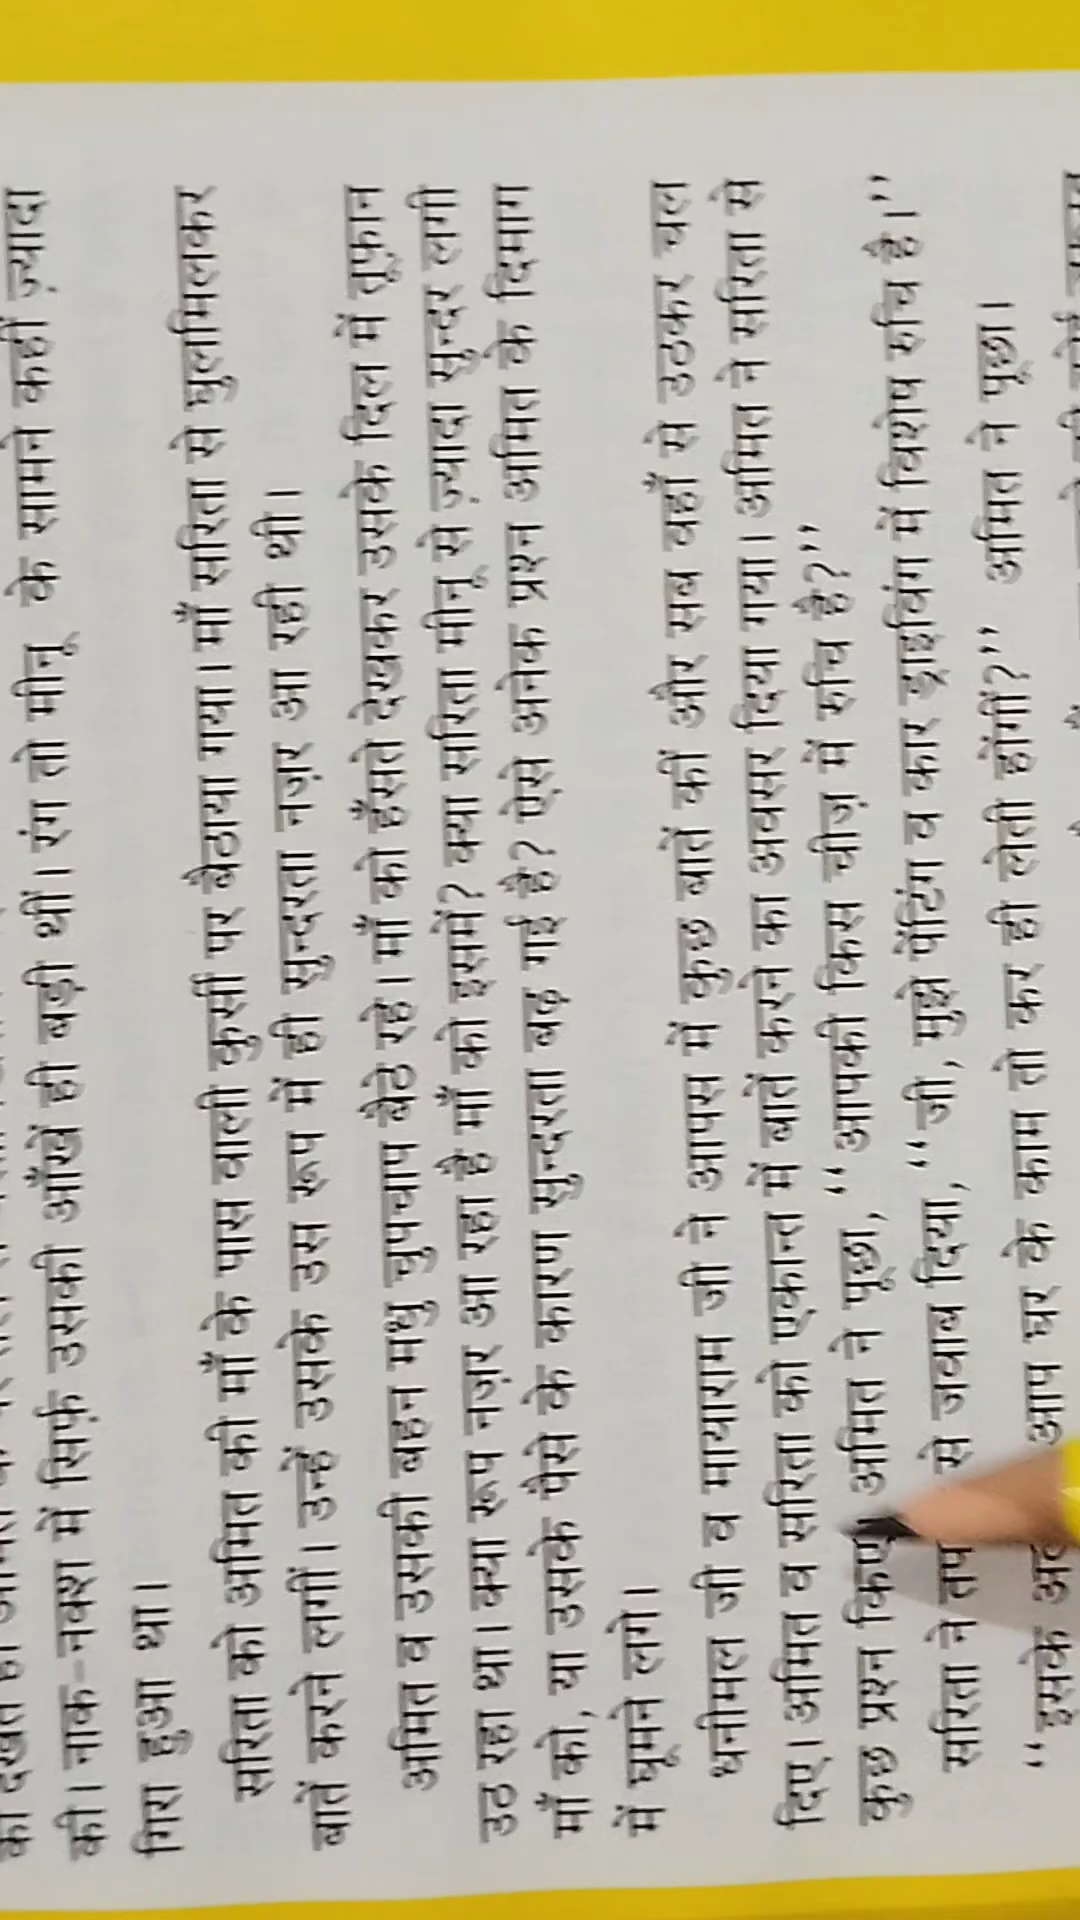 की देखते ही
की। नाक-नक्श में सिर्फ़ उसकी आँखें ही बड़ी थीं। रंग तो मीनू के सामने कहीं ज़्यादा
गिरा हुआ था।
सरिता को अमित की माँ के पास वाली कुर्सी पर बैठाया गया। माँ सरिता से घुलमिलकर
बातें करने लगीं। उन्हें उसके उस रूप में ही सुन्दरता नज़र आ रही थी।
अमित व उसकी बहन मधु चुपचाप बैठे रहे। माँ को हँसते देखकर उसके दिल में तूफ़ान
उठ रहा था। क्या रूप नज़र आ रहा है माँ को इसमें? क्या सरिता मीनू से ज़्यादा सुन्दर लगी
माँ को, या उसके पैसे के कारण सुन्दरता बढ़ गई है? ऐसे अनेक प्रश्न अमित के दिमाग
में घूमने लगे।
धनीमल जी व मायाराम जी ने आपस में कुछ बातें कीं और सब वहाँ से उठकर चल
दिए। अमित व सरिता को एकान्त में बातें करने का अवसर दिया गया। अमित ने सरिता से
कुछ प्रश्न किए। अमित ने पूछा, ‘‘आपकी किस चीज़ में रुचि है?’’
सरिता ने से जवाब दिया, ‘‘जी, मुझे पेंटिंग व कार ड्राइविंग में विशेष रुचि है।’’
‘‘इसके आप घर के काम तो कर ही लेती होंगी?’’ अमित ने पूछा।